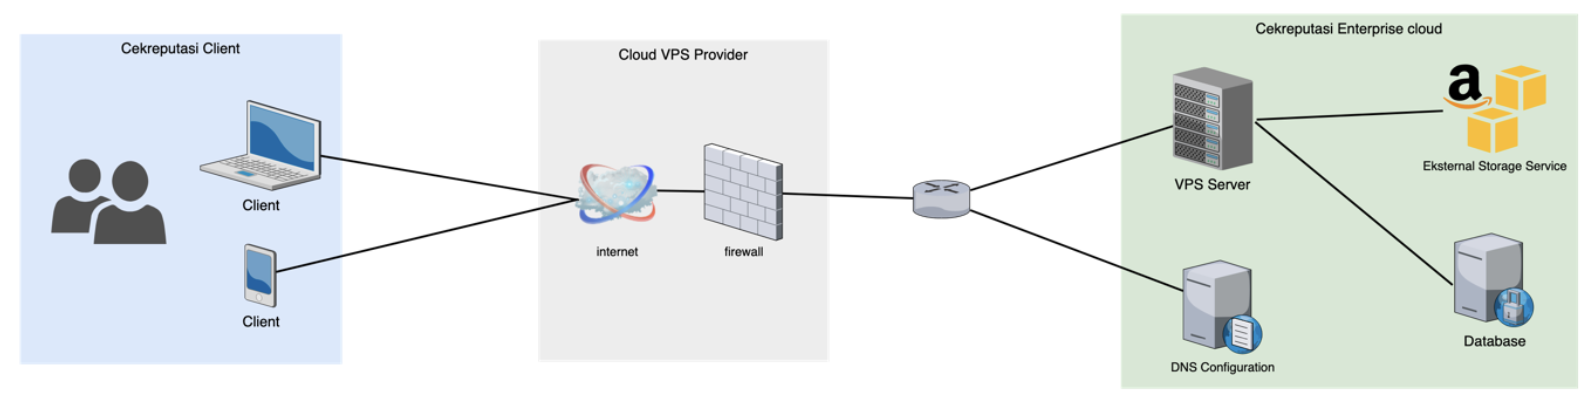 Cekreputasi Client
Client
Client
Cloud VPS Provider
internet
firewall
Cekreputasi Enterprise cloud
VPS Server
a
Eksternal Storage Service
Database
DNS Configuration